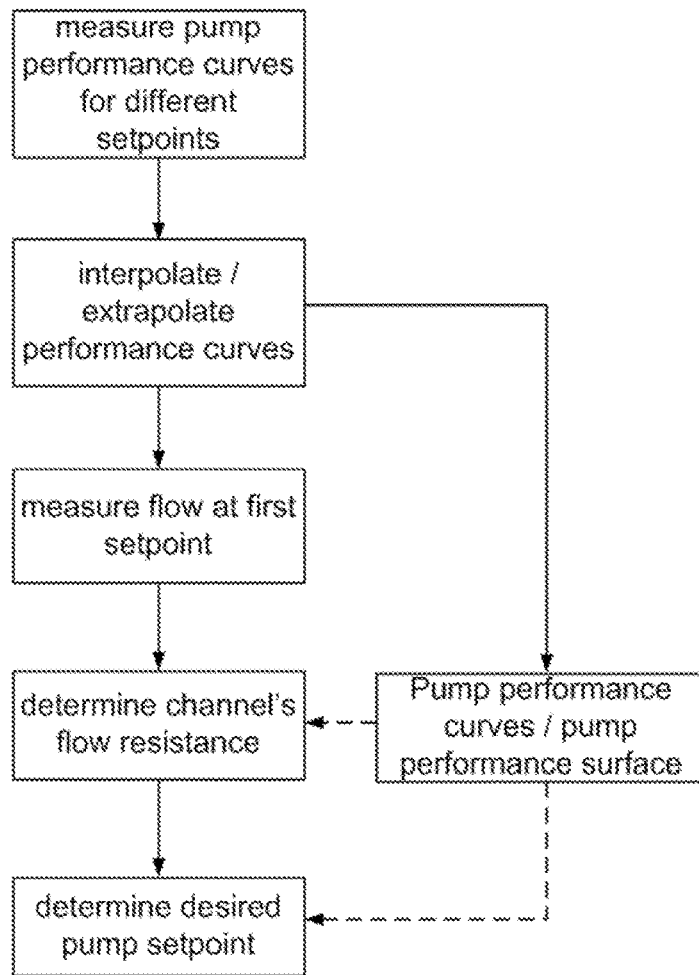 measure pump
performance curves
for different
setpoints
interpolate /
extrapolate
performance curves
measure flow at first
setpoint
determine channel's
flow resistance
Pump performance
curves / pump
performance surface
determine desired
pump setpoint